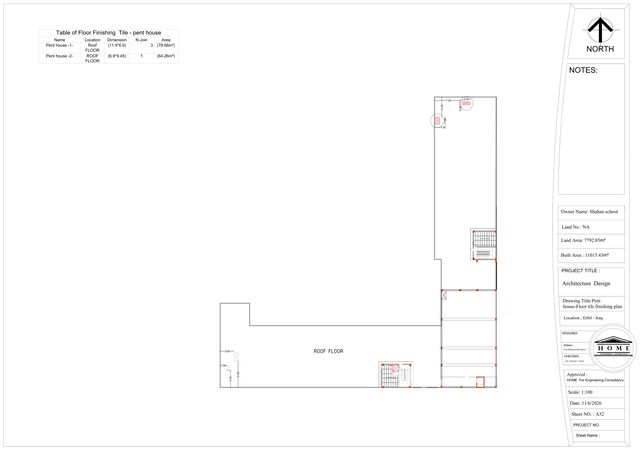 Table of Floor Finishing Tile - pent house
Name Location Dimension N Join Area
Pent house -1- Roof FLOOR (11.4*6.9) 3 (78.66m²)
Pent house -2- ROOF FLOOR (6.8*9.45) 1 (64.26m²)
NORTH
NOTES:
ROOF FLOOR
Owner Name: Shahan school
Land No : NA
Land Area: 7792.85m²
Built Area : 11015.43m²
PROJECT TITLE :
Architecture Design
Drawing Title:Pent
house-Floor tile finishing plan
Location : Erbil - Iraq
DESIGNED
Drawn :
CHECKED
HOME
Approved :
HOME For Engineering Consultancy
Scale: 1:100
Date: 11/6/2026
Sheet NO. : A32
PROJECT NO.
Sheet Name :